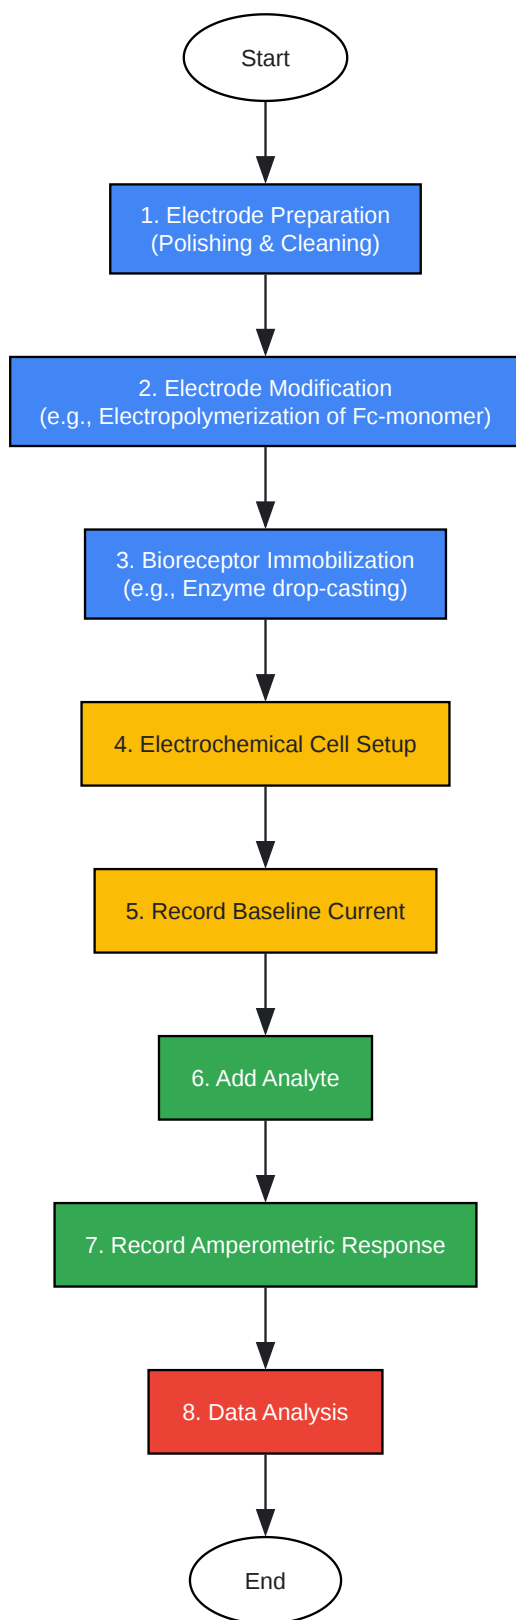 Start
1. Electrode Preparation
(Polishing & Cleaning)
2. Electrode Modification
(e.g., Electropolymerization of Fc-monomer)
3. Bioreceptor Immobilization
(e.g., Enzyme drop-casting)
4. Electrochemical Cell Setup
5. Record Baseline Current
6. Add Analyte
7. Record Amperometric Response
8. Data Analysis
End